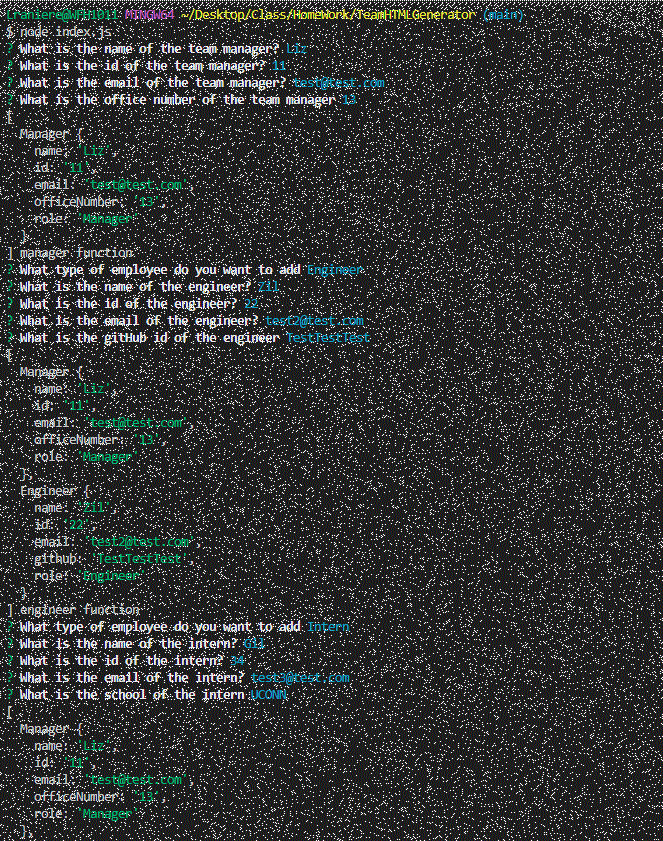 MINGW64 ~/Desktop/Class/HomeWork/TeamHTMLGenerator (main)
$ node index.js
? What is the name of the team manager? Liz
? What is the id of the team manager? 11
? What is the email of the team manager? test@test.com
? What is the office number of the team manager 13
[
Manager {
name: 'Liz',
id: '11',
email: 'test@test.com',
officeNumber: '13',
role: 'Manager'
}
] manager function
? What type of employee do you want to add Engineer
? What is the name of the engineer?
? What is the id of the engineer? 22
? What is the email of the engineer? test2@test.com
? What is the gitHub id of the engineer TestTestTest
[
Manager {
name: 'Liz',
id: '11',
email: 'test@test.com',
officeNumber: '13',
role: 'Manager'
},
Engineer {
name:
id: '22',
email: 'test2@test.com',
github: 'TestTestTest',
role: 'Engineer'
}
] engineer function
? What type of employee do you want to add Intern
? What is the name of the intern?
? What is the id of the intern?
? What is the email of the intern? test3@test.com
? What is the school of the intern UCONN
[
Manager {
name: 'Liz',
id: '11',
email: 'test@test.com',
officeNumber: '13',
role: 'Manager'
},